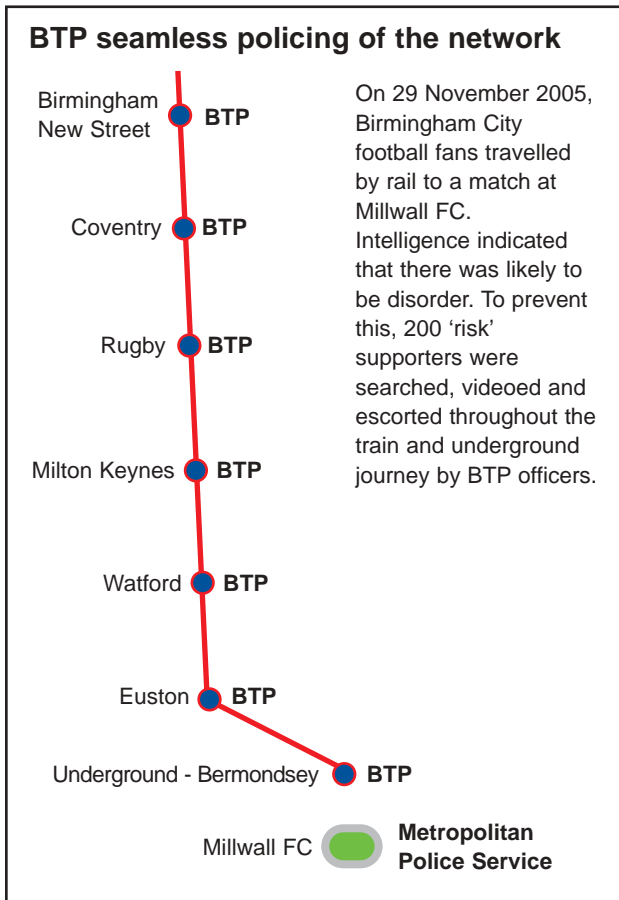 BTP seamless policing of the network
Birmingham
New Street
BTP
On 29 November 2005,
Birmingham City
football fans travelled
by rail to a match at
Millwall FC.
Intelligence indicated
that there was likely to
be disorder. To prevent
this, 200 ‘risk’
supporters were
searched, videoed and
escorted throughout the
train and underground
journey by BTP officers.
Coventry
BTP
Rugby
BTP
Milton Keynes
BTP
Watford
BTP
Euston
BTP
Underground - Bermondsey
BTP
Millwall FC
Metropolitan
Police Service